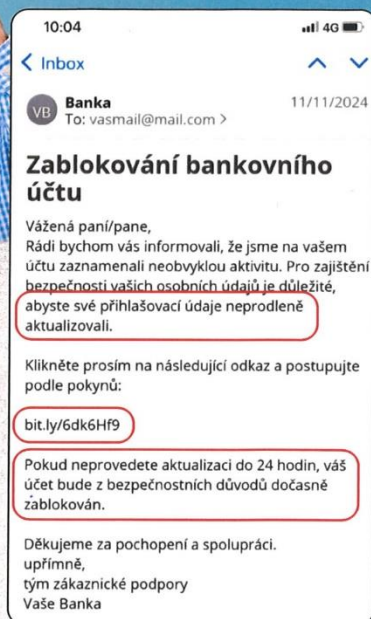 10:04
4G
Inbox
VB
Banka
11/11/2024
To: vasmail@mail.com >
Zablokování bankovního
účtu
Vážená paní/pane,
Rádi bychom vás informovali, že jsme na vašem
účtu zaznamenali neobvyklou aktivitu. Pro zajištění
bezpečnosti vašich osobních údajů je důležité,
abyste své přihlašovací údaje neprodleně
aktualizovali.
Klikněte prosím na následující odkaz a postupujte
podle pokynů:
bit.ly/6dk6Hf9
Pokud neprovedete aktualizaci do 24 hodin, váš
účet bude z bezpečnostních důvodů dočasně
zablokován.
Děkujeme za pochopení a spolupráci.
upřímně,
tým zákaznické podpory
Vaše Banka